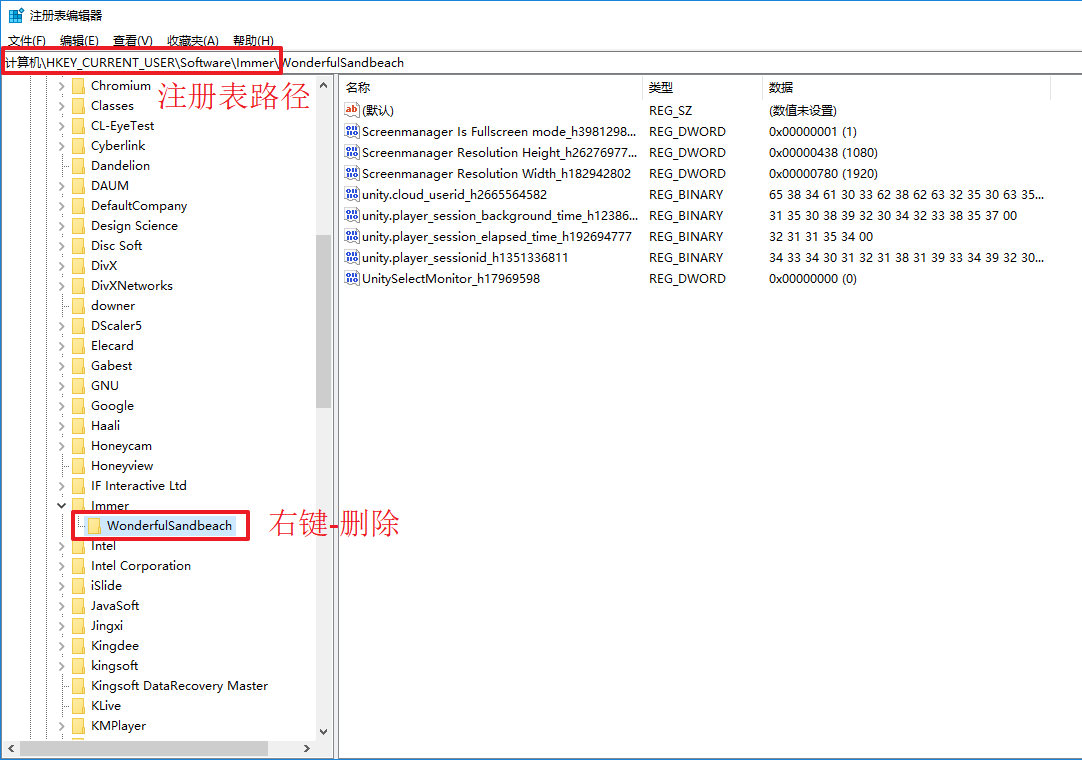 注册表编辑器
文件(F) 编辑(E) 查看(V) 收藏夹(A) 帮助(H)
计算机\HKEY_CURRENT_USER\Software\Immer\WonderfulSandbeach
注册表路径
Chromium
Classes
CL-EyeTest
Cyberlink
Dandelion
DAUM
DefaultCompany
Design Science
Disc Soft
DivX
DivXNetworks
downer
DScaler5
Elecard
Gabest
GNU
Google
Haali
Honeycam
Honeyview
IF Interactive Ltd
Immer
WonderfulSandbeach
右键-删除
Intel
Intel Corporation
iSlide
JavaSoft
Jingxi
Kingdee
kingsoft
Kingsoft DataRecovery Master
KLive
KMPlayer
名称 类型 数据
(默认) REG_SZ (数值未设置)
Screenmanager Is Fullscreen mode_h3981298... REG_DWORD 0x00000001 (1)
Screenmanager Resolution Height_h26276977... REG_DWORD 0x00000438 (1080)
Screenmanager Resolution Width_h182942802 REG_DWORD 0x00000780 (1920)
unity.cloud_userid_h2665564582 REG_BINARY 65 38 34 61 30 33 62 38 62 63 32 35 30 63 35...
unity.player_session_background_time_h12386... REG_BINARY 31 35 30 38 39 32 30 34 32 33 38 35 37 00
unity.player_session_elapsed_time_h192694777 REG_BINARY 32 31 31 35 34 00
unity.player_sessionid_h1351336811 REG_BINARY 34 33 34 30 31 32 31 38 31 39 33 34 39 32 30...
UnitySelectMonitor_h17969598 REG_DWORD 0x00000000 (0)